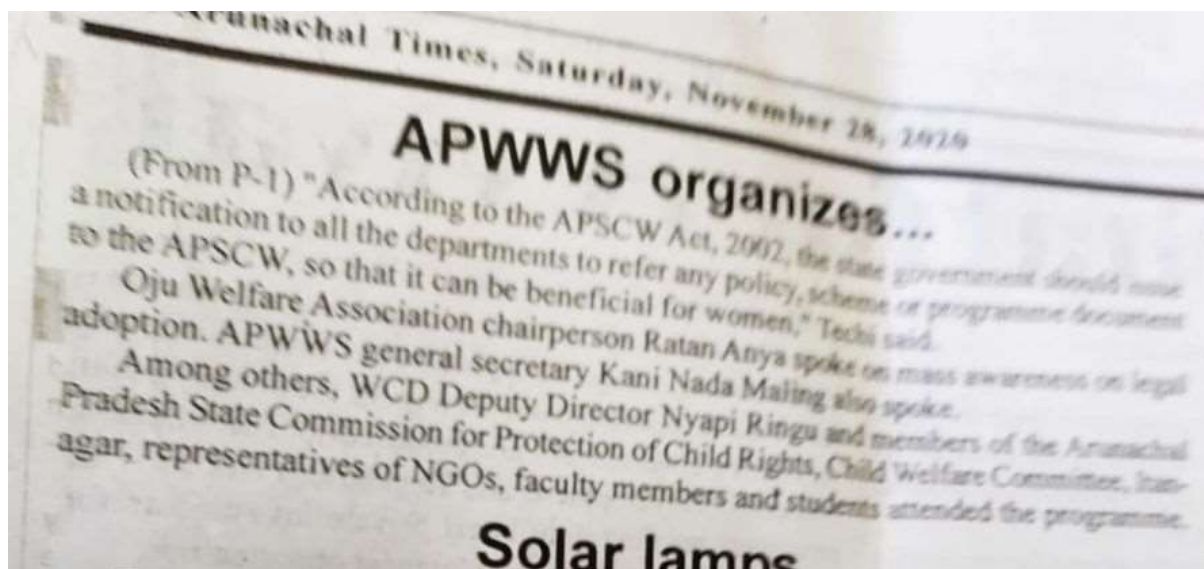 Arunachal Times, Saturday, November 28, 2020
APWWS organizes...
(From P-1) "According to the APSCW Act, 2002, the state government should issue
a notification to all the departments to refer any policy, scheme or programme document
to the APSCW, so that it can be beneficial for women," Techi said.
Oju Welfare Association chairperson Ratan Anya spoke on mass awareness on legal
adoption. APWWS general secretary Kani Nada Maling also spoke.
Among others, WCD Deputy Director Nyapi Ringu and members of the Arunachal
Pradesh State Commission for Protection of Child Rights, Child Welfare Committee, Itan-
agar, representatives of NGOs, faculty members and students attended the programme.
Solar lamps